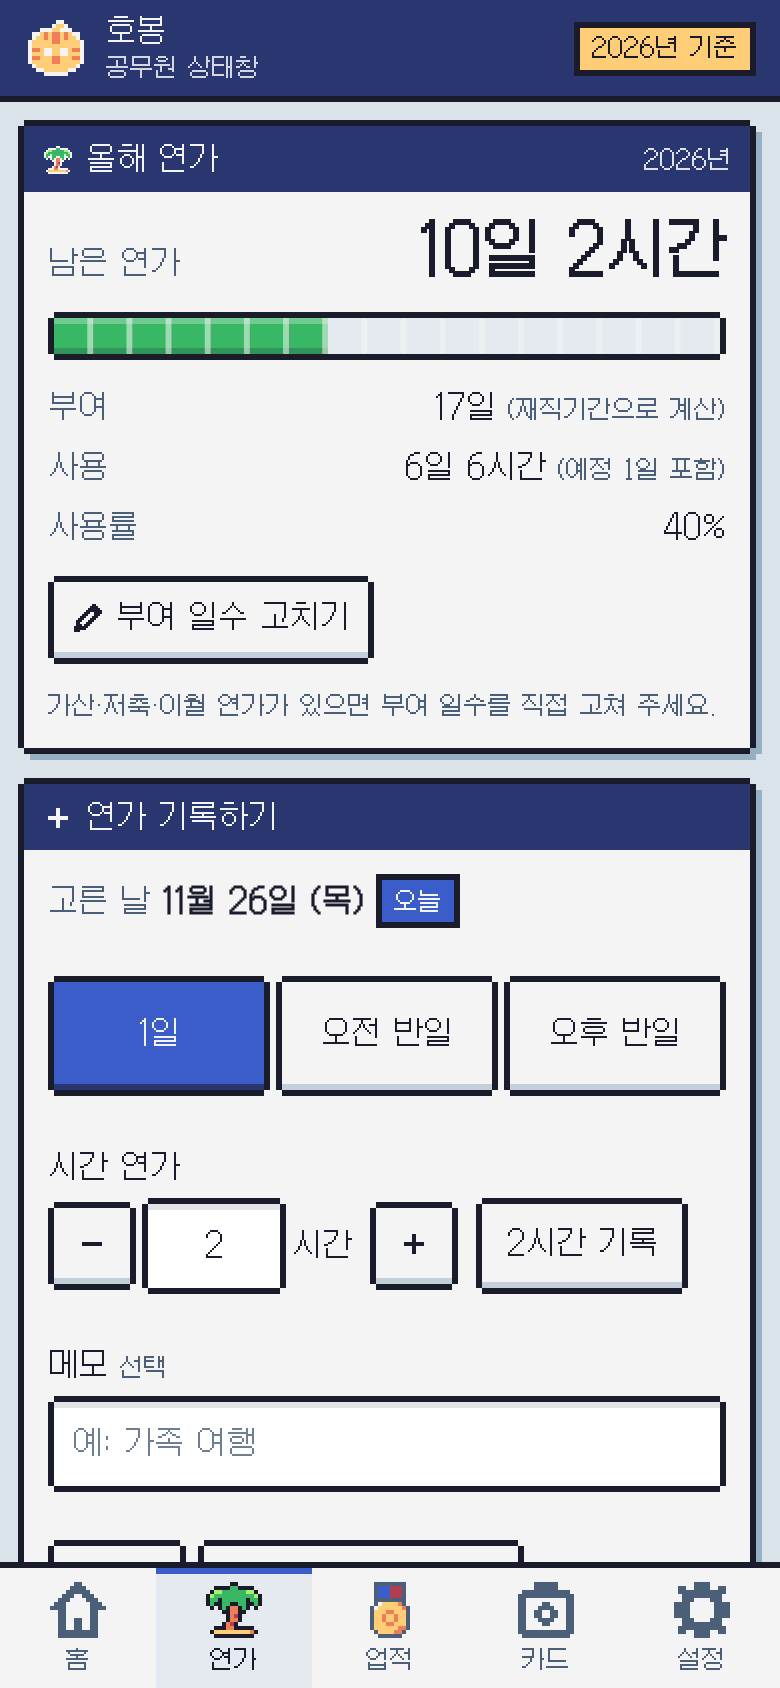 호봉
공무원 상태창
2026년 기준
올해 연가
2026년
남은 연가
10일 2시간
부여
17일 (재직기간으로 계산)
사용
6일 6시간 (예정 1일 포함)
사용률
40%
부여 일수 고치기
가산·저축·이월 연가가 있으면 부여 일수를 직접 고쳐 주세요.
+ 연가 기록하기
고른 날 11월 26일 (목) 오늘
1일
오전 반일
오후 반일
시간 연가
− 2 시간 + 2시간 기록
메모 선택
예: 가족 여행
홈
연가
업적
카드
설정